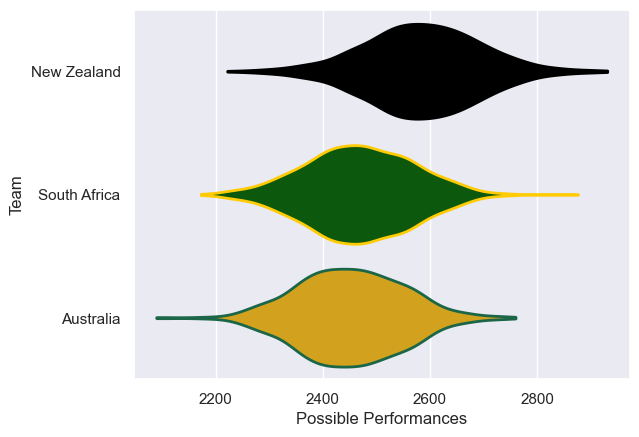 New Zealand
South Africa
Australia
Team
2200 2400 2600 2800
Possible Performances